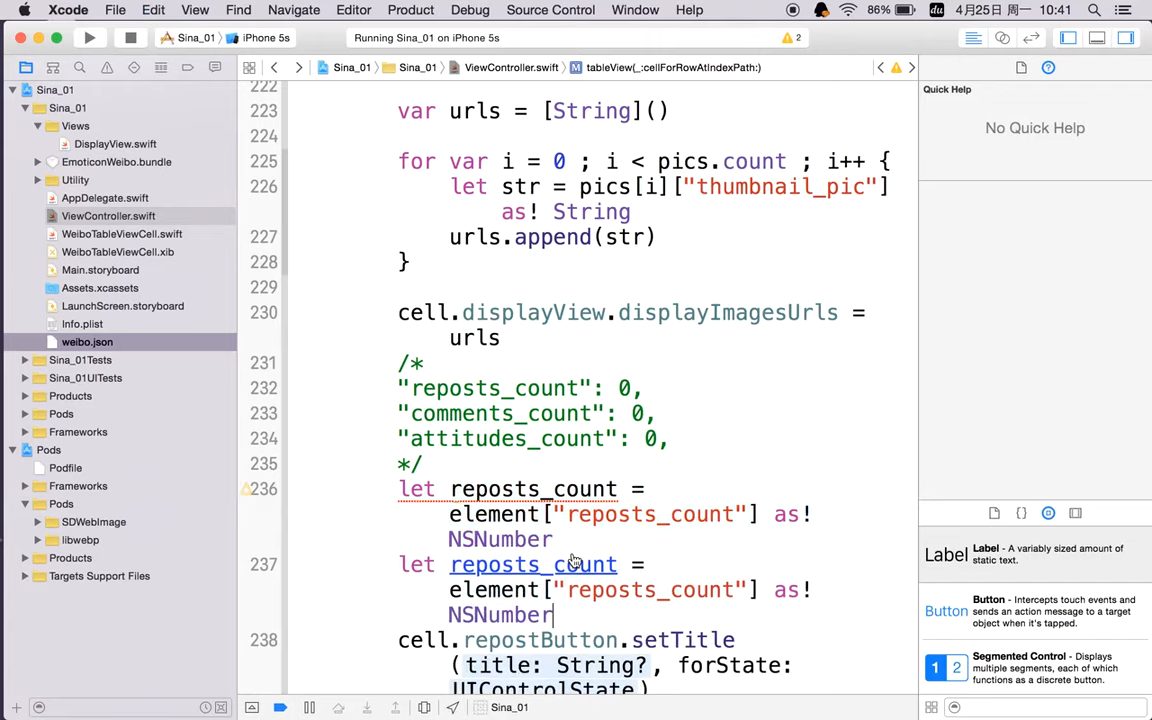 Xcode File Edit View Find Navigate Editor Product Debug Source Control Window Help 86% du 4月25日 周一 10:41
Sina_01 iPhone 5s Running Sina_01 on iPhone 5s 2
Sina_01 Sina_01 ViewController.swift M tableView(_:cellForRowAtIndexPath:)
Sina_01
Sina_01
Views
DisplayView.swift
EmoticonWeibo.bundle
Utility
AppDelegate.swift
ViewController.swift
WeiboTableViewCell.swift
WeiboTableViewCell.xib
Main.storyboard
Assets.xcassets
LaunchScreen.storyboard
Info.plist
weibo.json
Sina_01Tests
Sina_01UITests
Products
Pods
Frameworks
Pods
Podfile
Frameworks
Pods
SDWebImage
libwebp
Products
Targets Support Files
222
223 var urls = [String]()
224
225 for var i = 0 ; i < pics.count ; i++ {
226 let str = pics[i]["thumbnail_pic"]
as! String
227 urls.append(str)
228 }
229
230 cell.displayView.displayImagesUrls =
urls
231 /*
232 "reposts_count": 0,
233 "comments_count": 0,
234 "attitudes_count": 0,
235 */
236 let reposts_count =
element["reposts_count"] as!
NSNumber
237 let reposts_count =
element["reposts_count"] as!
NSNumber
238 cell.repostButton.setTitle
(title: String?, forState:
UIControlState)
Sina_01
Quick Help
No Quick Help
{}
Label Label - A variably sized amount of
static text.
Button Button - Intercepts touch events and
sends an action message to a target
object when it's tapped.
1 2 Segmented Control - Displays
multiple segments, each of which
functions as a discrete button.